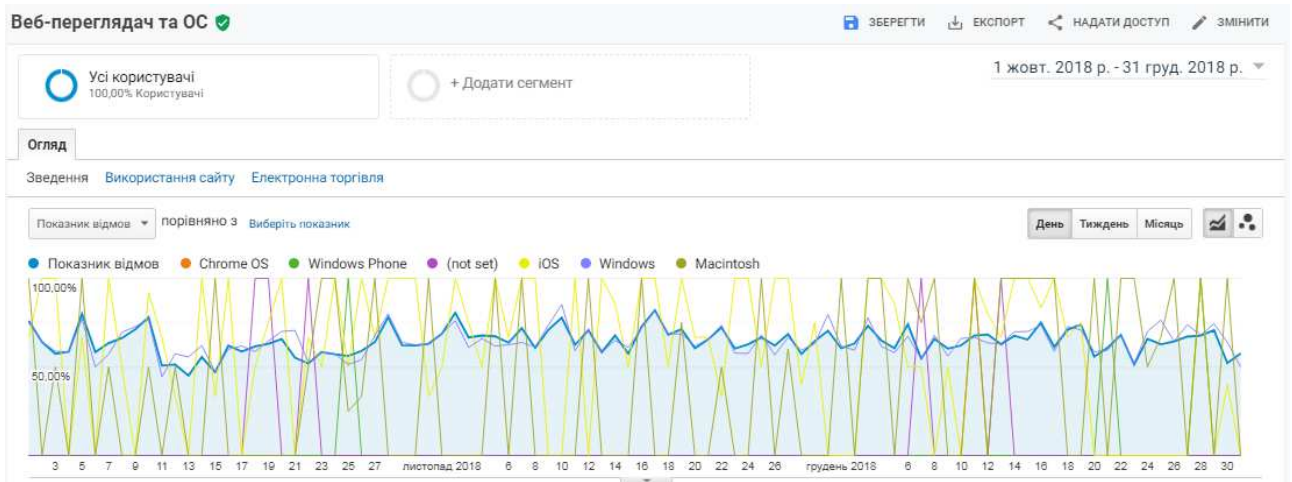 Веб-переглядач та ОС
ЗБЕРЕГТИ ЕКСПОРТ НАДАТИ ДОСТУП ЗМІНИТИ
Усі користувачі
100,00% Користувачі
+ Додати сегмент
1 жовт. 2018 р. - 31 груд. 2018 р.
Огляд
Зведення Використання сайту Електронна торгівля
Показник відмов порівняно з Виберіть показник
День Тиждень Місяць
Показник відмов Chrome OS Windows Phone (not set) iOS Windows Macintosh
100,00%
50,00%
3 5 7 9 11 13 15 17 19 21 23 25 27 листопад 2018 6 8 10 12 14 16 18 20 22 24 26 грудень 2018 6 8 10 12 14 16 18 20 22 24 26 28 30